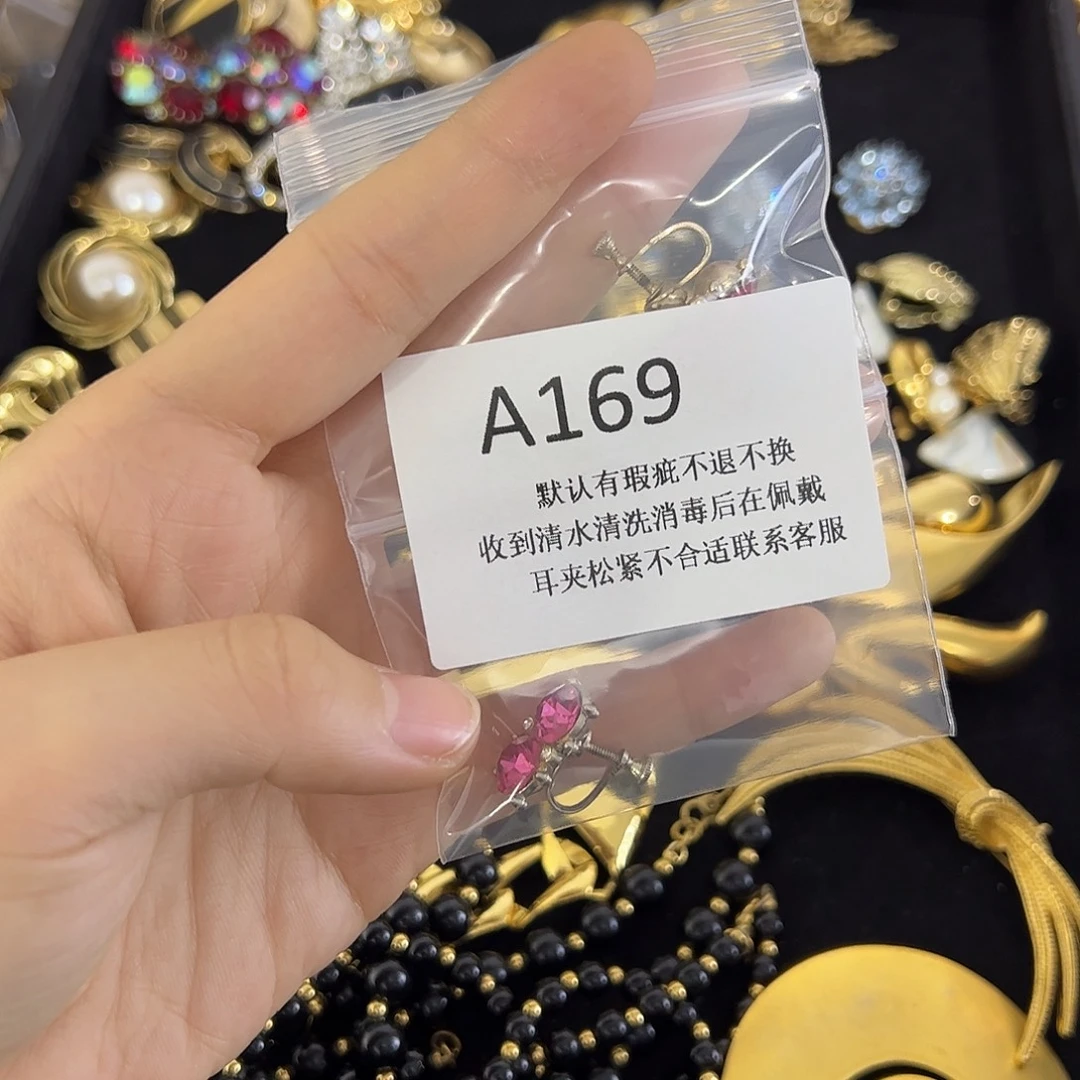 A169
默认有瑕疵不退不换
收到清水清洗消毒后在佩戴
耳夹松紧不合适联系客服